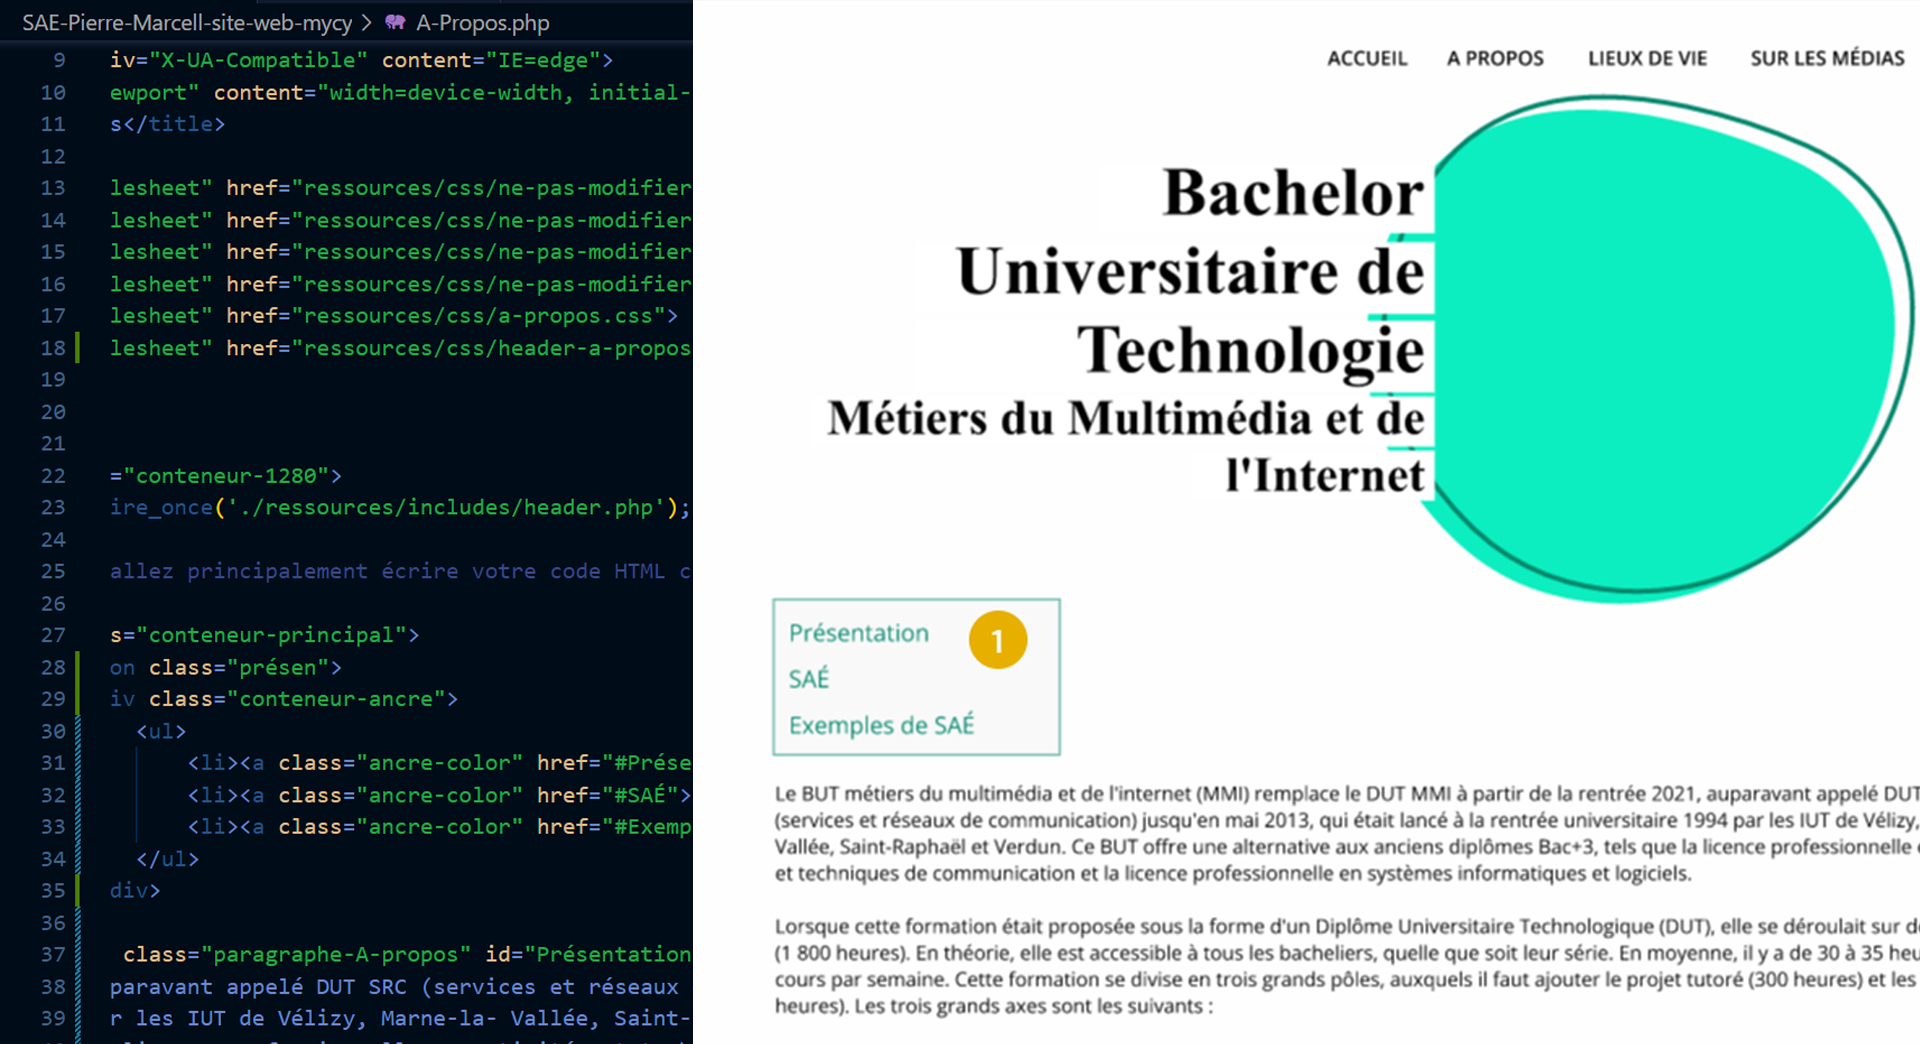 SAE-Pierre-Marcell-site-web-mycy > A-Propos.php
9 iv="X-UA-Compatible" content="IE=edge">
10 ewport" content="width=device-width, initial-
11 s</title>
12
13 lesheet" href="ressources/css/ne-pas-modifier
14 lesheet" href="ressources/css/ne-pas-modifier
15 lesheet" href="ressources/css/ne-pas-modifier
16 lesheet" href="ressources/css/ne-pas-modifier
17 lesheet" href="ressources/css/a-propos.css">
18 lesheet" href="ressources/css/header-a-propos
19
20
21
22 ="conteneur-1280">
23 ire_once('./ressources/includes/header.php');
24
25 allez principalement écrire votre code HTML c
26
27 s="conteneur-principal">
28 on class="présen">
29 iv class="conteneur-ancre">
30 <ul>
31 <li><a class="ancre-color" href="#Prése
32 <li><a class="ancre-color" href="#SAÉ">
33 <li><a class="ancre-color" href="#Exemp
34 </ul>
35 div>
36
37 class="paragraphe-A-propos" id="Présentation
38 paravant appelé DUT SRC (services et réseaux
39 r les IUT de Vélizy, Marne-la- Vallée, Saint-
ACCUEIL A PROPOS LIEUX DE VIE SUR LES MÉDIAS
Bachelor
Universitaire de
Technologie
Métiers du Multimédia et de
l'Internet
Présentation
1
SAÉ
Exemples de SAÉ
Le BUT métiers du multimédia et de l'internet (MMI) remplace le DUT MMI à partir de la rentrée 2021, auparavant appelé DUT
(services et réseaux de communication) jusqu'en mai 2013, qui était lancé à la rentrée universitaire 1994 par les IUT de Vélizy,
Vallée, Saint-Raphaël et Verdun. Ce BUT offre une alternative aux anciens diplômes Bac+3, tels que la licence professionnelle
et techniques de communication et la licence professionnelle en systèmes informatiques et logiciels.
Lorsque cette formation était proposée sous la forme d'un Diplôme Universitaire Technologique (DUT), elle se déroulait sur
(1 800 heures). En théorie, elle est accessible à tous les bacheliers, quelle que soit leur série. En moyenne, il y a de 30 à 35 heu
cours par semaine. Cette formation se divise en trois grands pôles, auxquels il faut ajouter le projet tutoré (300 heures) et les
heures). Les trois grands axes sont les suivants :